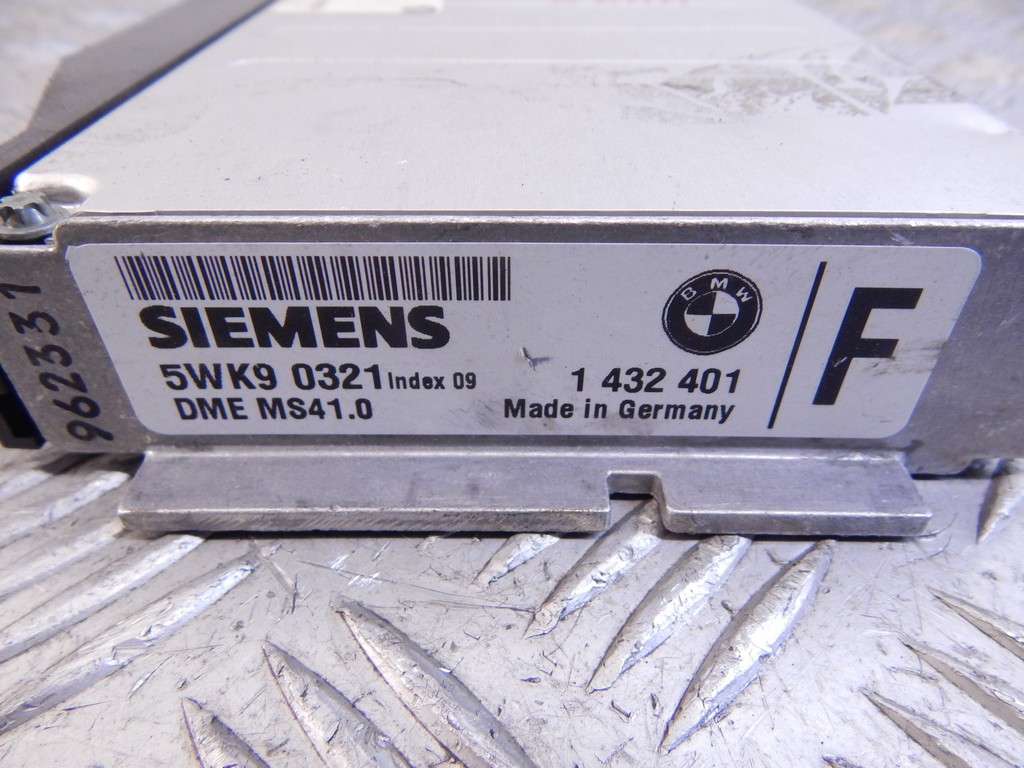 SIEMENS
5WK9 0321 Index 09
DME MS41.0
BMW
1 432 401
Made in Germany
F
962331